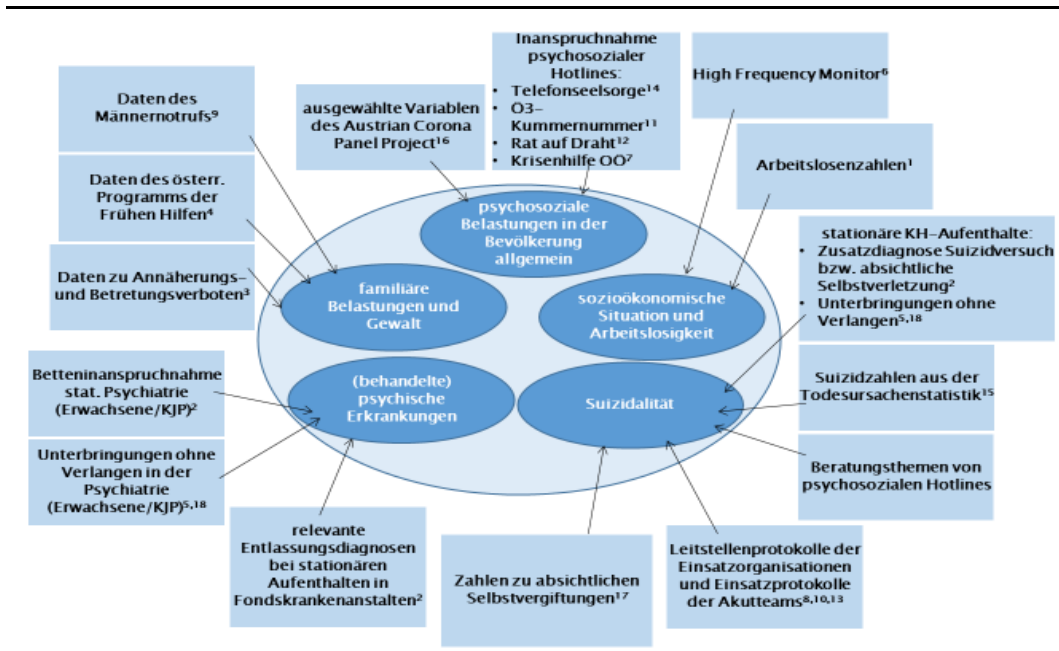 Inanspruchnahme
psychosozialer
Hotlines:
• Telefonseelsorge¹⁴
• Ö3–
Kummernummer¹¹
• Rat auf Draht¹²
• Krisenhilfe OÖ⁷
High Frequency Monitor⁶
Daten des
Männernotrufs⁹
ausgewählte Variablen
des Austrian Corona
Panel Project¹⁶
Arbeitslosenzahlen¹
Daten des österr.
Programms der
Frühen Hilfen⁴
psychosoziale
Belastungen in der
Bevölkerung
allgemein
stationäre KH–Aufenthalte:
• Zusatzdiagnose Suizidversuch
bzw. absichtliche
Selbstverletzung²
• Unterbringungen ohne
Verlangen⁵,¹⁸
Daten zu Annäherungs–
und Betretungsverboten³
familiäre
Belastungen und
Gewalt
sozioökonomische
Situation und
Arbeitslosigkeit
Betteninanspruchnahme
stat. Psychiatrie
(Erwachsene/KJP)²
(behandelte)
psychische
Erkrankungen
Suizidalität
Suizidzahlen aus der
Todesursachenstatistik¹⁵
Unterbringungen ohne
Verlangen in der
Psychiatrie
(Erwachsene/KJP)⁵,¹⁸
Beratungsthemen von
psychosozialen Hotlines
relevante
Entlassungsdiagnosen
bei stationären
Aufenthalten in
Fondskrankenanstalten²
Zahlen zu absichtlichen
Selbstvergiftungen¹⁷
Leitstellenprotokolle der
Einsatzorganisationen
und Einsatzprotokolle
der Akutteams⁸,¹⁰,¹³